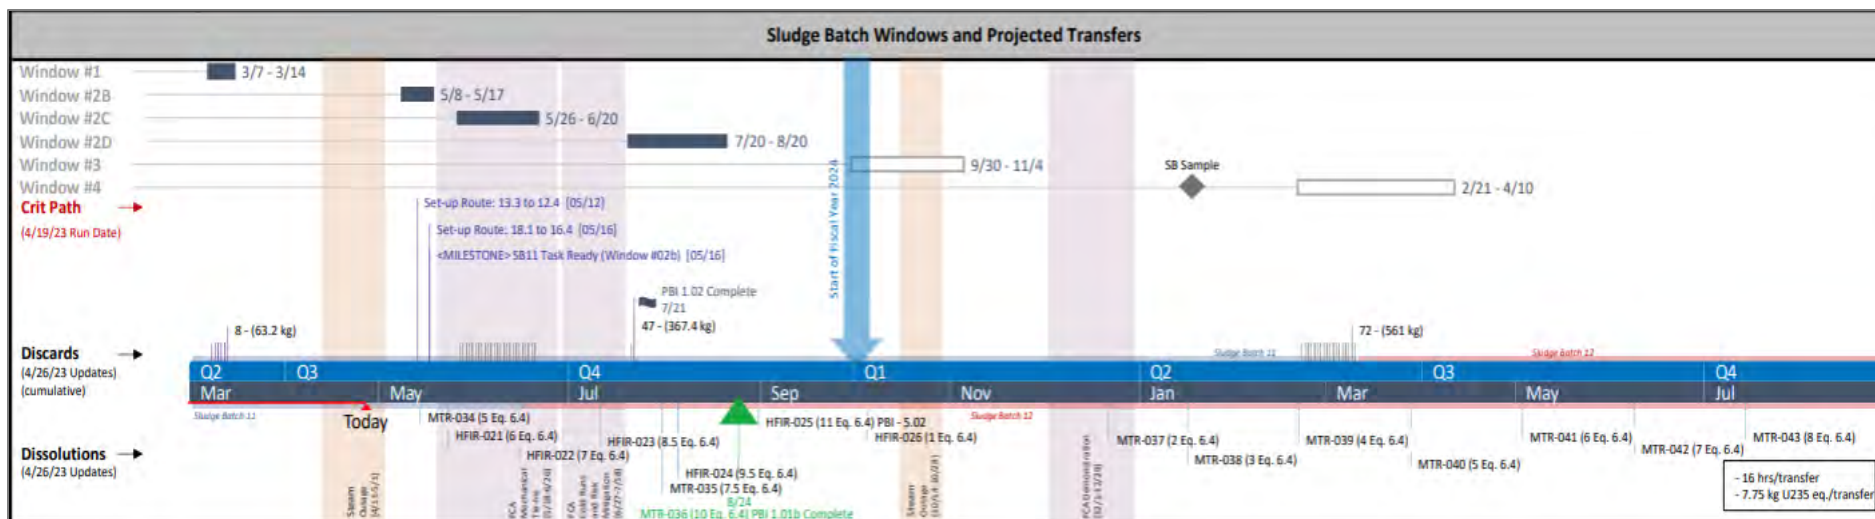 Sludge Batch Windows and Projected Transfers
Window #1
3/7 - 3/14
Window #2B
5/8 - 5/17
Window #2C
5/26 - 6/20
Window #2D
7/20 - 8/20
Window #3
9/30 - 11/4
SB Sample
Window #4
2/21 - 4/10
Crit Path
(4/19/23 Run Date)
Set-up Route: 13.3 to 12.4 [05/12]
Set-up Route: 18.1 to 16.4 [05/16]
<MILESTONE> SB11 Task Ready (Window #02b) [05/16]
Start of Fiscal Year 2024
PBI 1.02 Complete
7/21
8 - (63.2 kg)
47 - (367.4 kg)
72 - (561 kg)
Discards
(4/26/23 Updates)
(cumulative)
Sludge Batch 11
Sludge Batch 12
Q2 Q3 Q4 Q1 Q2 Q3 Q4
Mar May Jul Sep Nov Jan Mar May Jul
Sludge Batch 11
Sludge Batch 12
Today
Dissolutions
(4/26/23 Updates)
MTR-034 (5 Eq. 6.4)
HFIR-021 (6 Eq. 6.4)
HFIR-022 (7 Eq. 6.4)
HFIR-023 (8.5 Eq. 6.4)
HFIR-024 (9.5 Eq. 6.4)
MTR-035 (7.5 Eq. 6.4)
8/24
MTR-036 (10 Eq. 6.4) PBI 1.01b Complete
HFIR-025 (11 Eq. 6.4) PBI - 5.02
HFIR-026 (1 Eq. 6.4)
MTR-037 (2 Eq. 6.4)
MTR-038 (3 Eq. 6.4)
MTR-039 (4 Eq. 6.4)
MTR-040 (5 Eq. 6.4)
MTR-041 (6 Eq. 6.4)
MTR-042 (7 Eq. 6.4)
MTR-043 (8 Eq. 6.4)
Steam
Outage
Mechanical
Cold Runs
and Risk
Mitigation
Steam
Outage
- 16 hrs/transfer
- 7.75 kg U235 eq./transfer